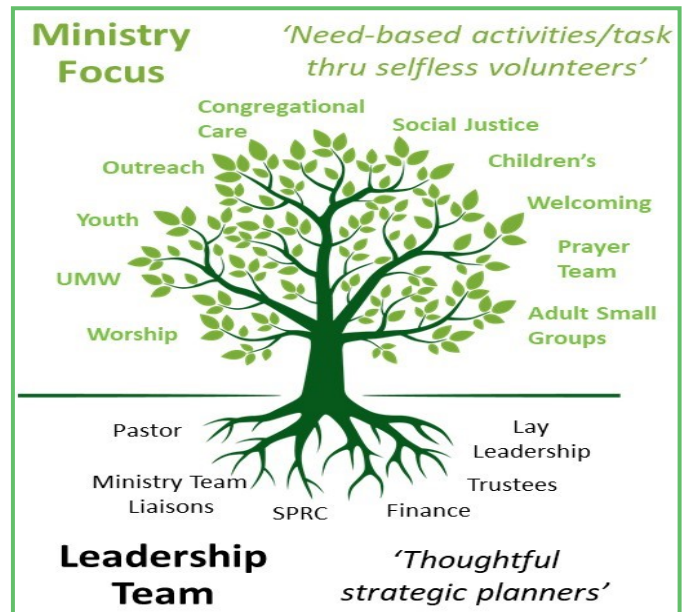 Ministry
Focus
‘Need-based activities/task
thru selfless volunteers’
Congregational
Care
Social Justice
Outreach
Children’s
Youth
Welcoming
UMW
Prayer
Team
Worship
Adult Small
Groups
Pastor
Lay
Leadership
Ministry Team
Liaisons
SPRC
Finance
Trustees
Leadership
Team
‘Thoughtful
strategic planners’